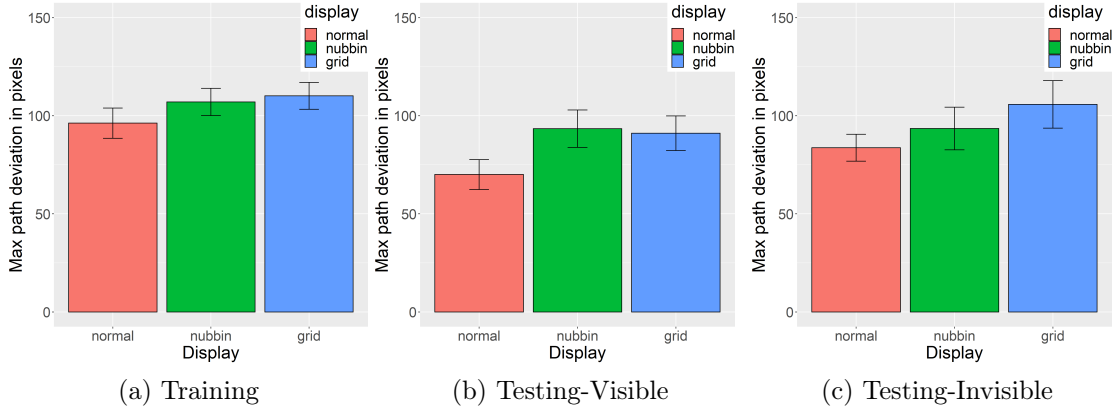 Max path deviation in pixels
150
100
50
0
normal
nubbin
grid
Display
display
normal
nubbin
grid
(a) Training
Max path deviation in pixels
150
100
50
0
normal
nubbin
grid
Display
display
normal
nubbin
grid
(b) Testing-Visible
Max path deviation in pixels
150
100
50
0
normal
nubbin
grid
Display
display
normal
nubbin
grid
(c) Testing-Invisible